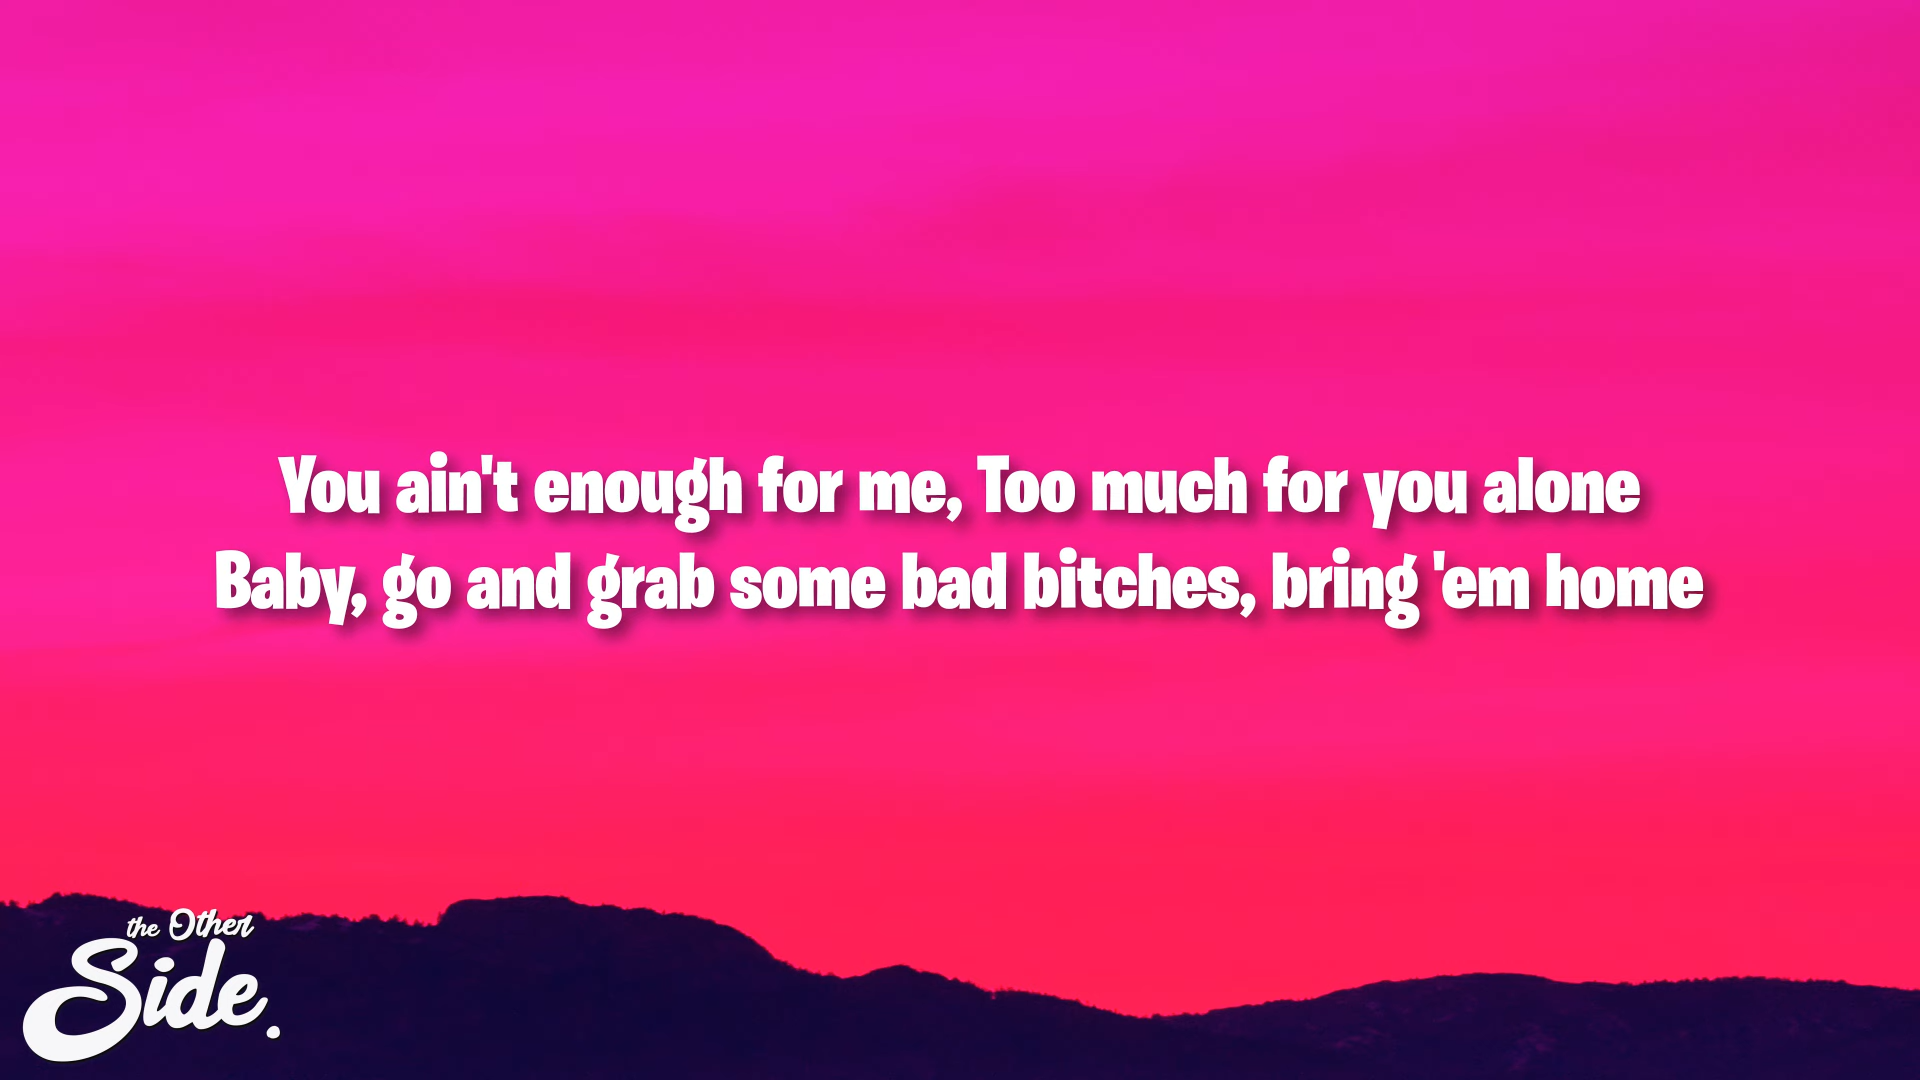 You ain't enough for me, Too much for you alone
Baby, go and grab some bad bitches, bring 'em home
the Other
Side.